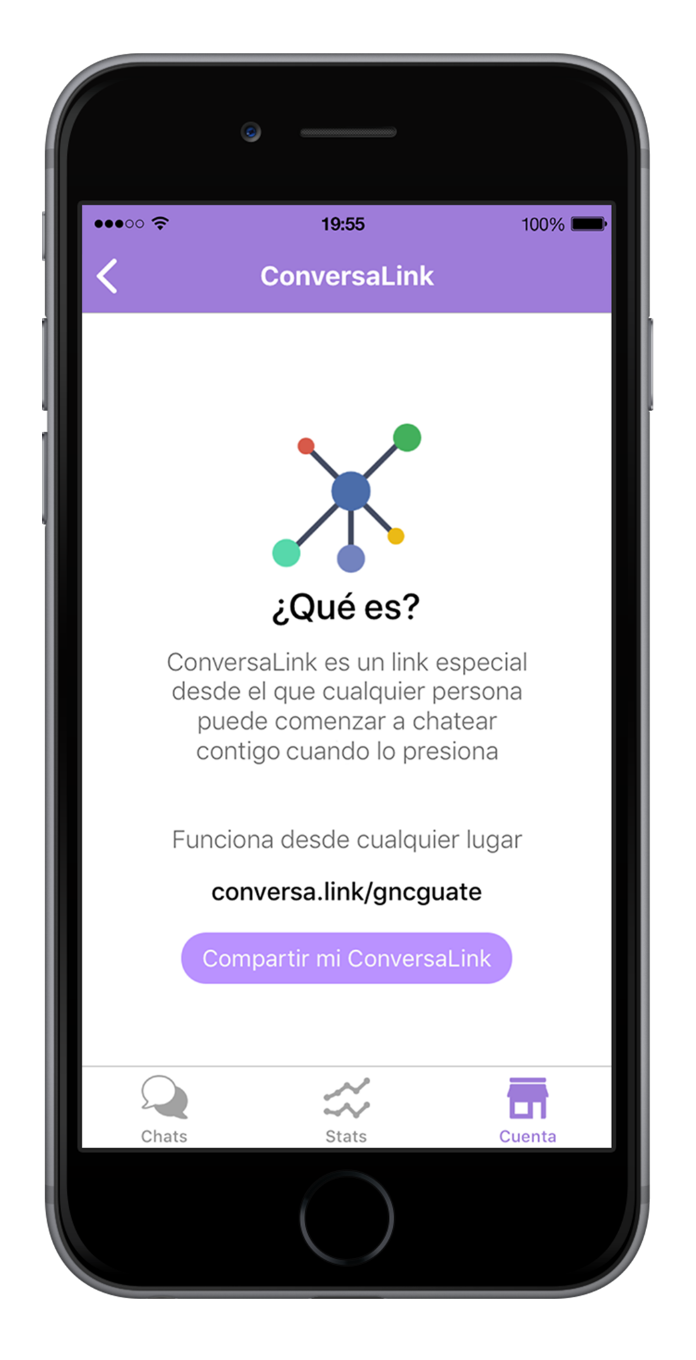 19:55
100%
ConversaLink
¿Qué es?
ConversaLink es un link especial
desde el que cualquier persona
puede comenzar a chatear
contigo cuando lo presiona
Funciona desde cualquier lugar
conversa.link/gncguate
Compartir mi ConversaLink
Chats
Stats
Cuenta